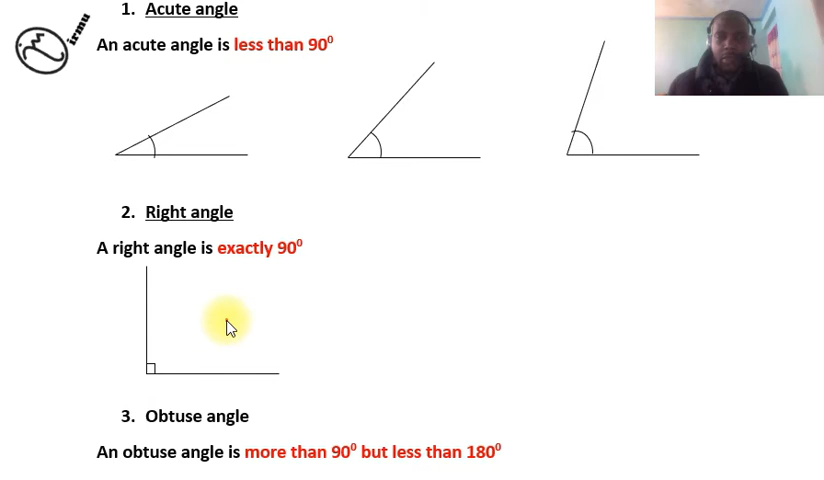 1. Acute angle
irmu
An acute angle is less than 90⁰
2. Right angle
A right angle is exactly 90⁰
3. Obtuse angle
An obtuse angle is more than 90⁰ but less than 180⁰